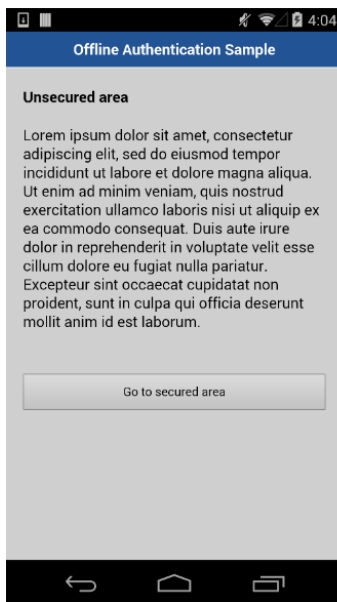 4:04
Offline Authentication Sample
Unsecured area
Lorem ipsum dolor sit amet, consectetur
adipiscing elit, sed do eiusmod tempor
incididunt ut labore et dolore magna aliqua.
Ut enim ad minim veniam, quis nostrud
exercitation ullamco laboris nisi ut aliquip ex
ea commodo consequat. Duis aute irure
dolor in reprehenderit in voluptate velit esse
cillum dolore eu fugiat nulla pariatur.
Excepteur sint occaecat cupidatat non
proident, sunt in culpa qui officia deserunt
mollit anim id est laborum.
Go to secured area